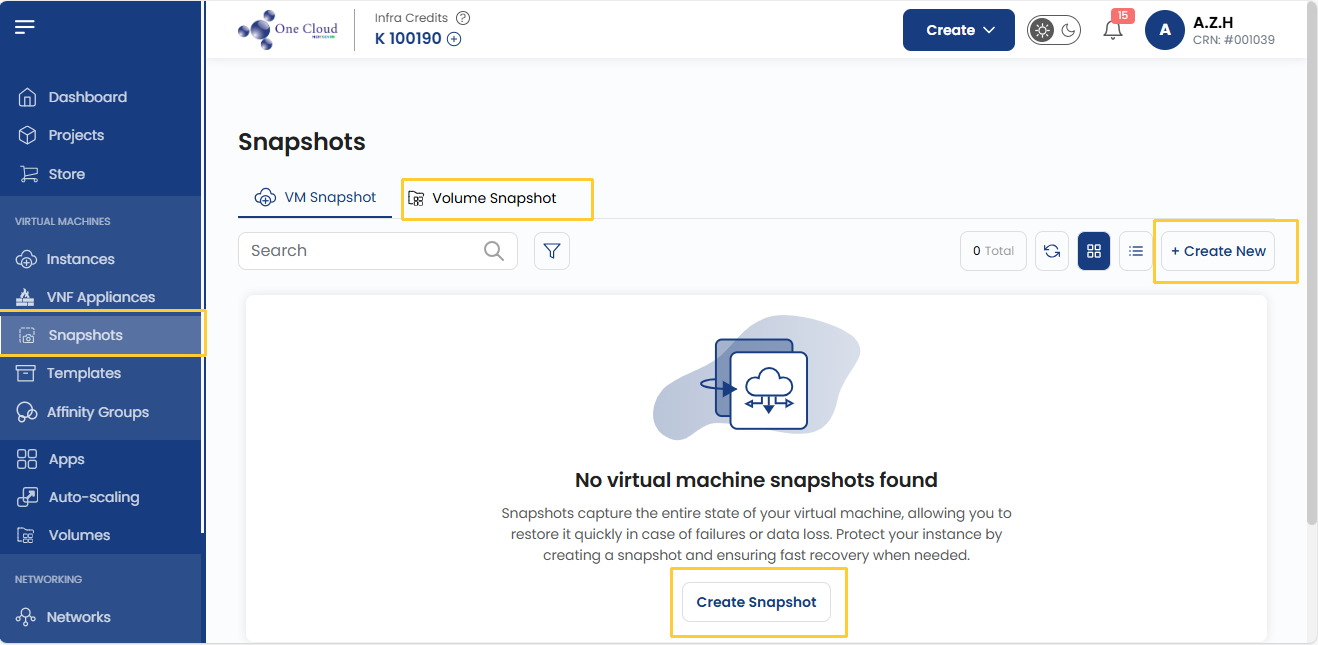 One Cloud
Infra Credits
K 100190
Create
15
A
A.Z.H
CRN: #001039
Dashboard
Projects
Store
VIRTUAL MACHINES
Instances
VNF Appliances
Snapshots
Templates
Affinity Groups
Apps
Auto-scaling
Volumes
NETWORKING
Networks
Snapshots
VM Snapshot
Volume Snapshot
Search
0 Total
+ Create New
No virtual machine snapshots found
Snapshots capture the entire state of your virtual machine, allowing you to
restore it quickly in case of failures or data loss. Protect your instance by
creating a snapshot and ensuring fast recovery when needed.
Create Snapshot